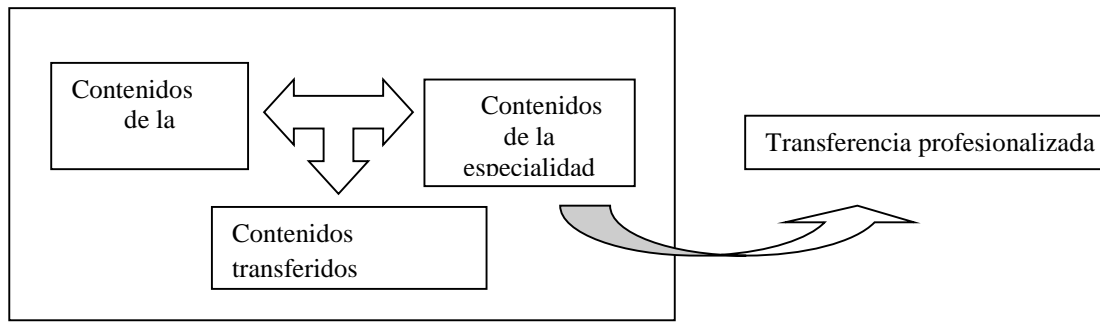 Contenidos
de la
Contenidos
de la
especialidad
Transferencia profesionalizada
Contenidos
transferidos